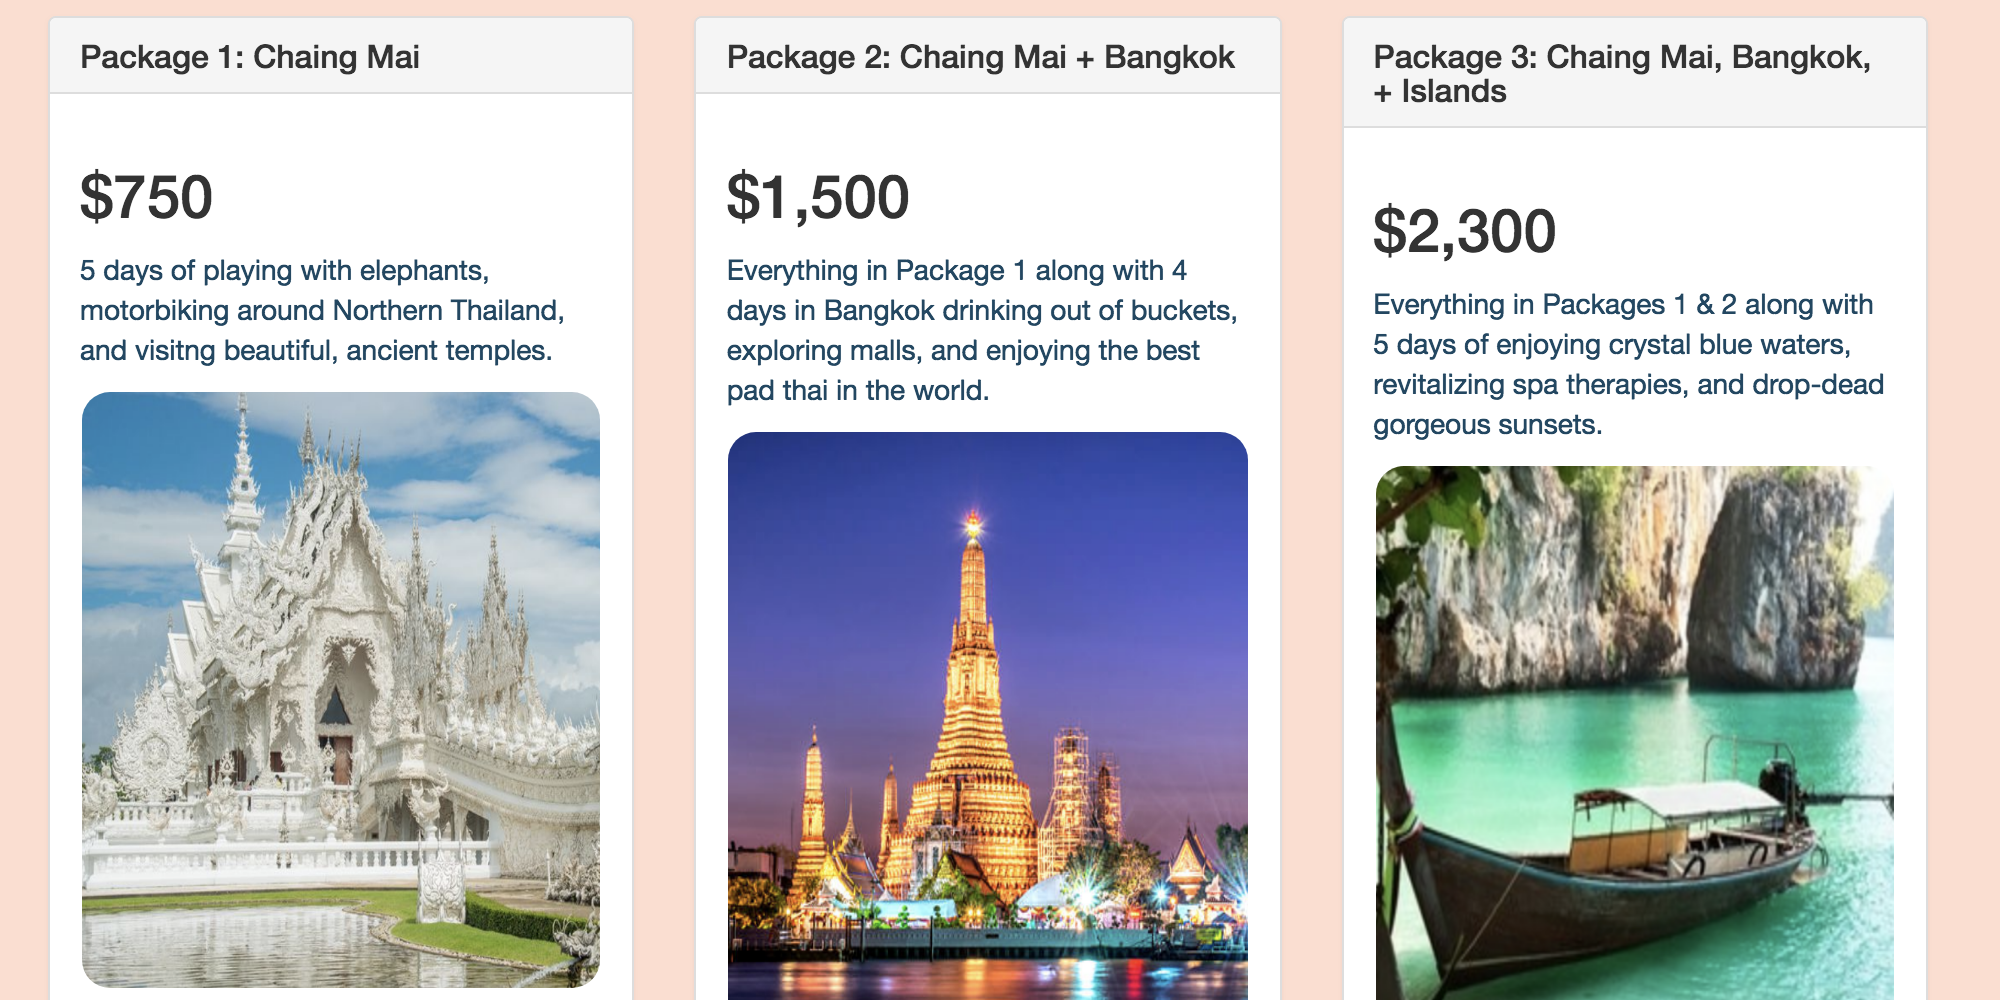 Package 1: Chaing Mai
$750
5 days of playing with elephants,
motorbiking around Northern Thailand,
and visitng beautiful, ancient temples.
Package 2: Chaing Mai + Bangkok
$1,500
Everything in Package 1 along with 4
days in Bangkok drinking out of buckets,
exploring malls, and enjoying the best
pad thai in the world.
Package 3: Chaing Mai, Bangkok,
+ Islands
$2,300
Everything in Packages 1 & 2 along with
5 days of enjoying crystal blue waters,
revitalizing spa therapies, and drop-dead
gorgeous sunsets.